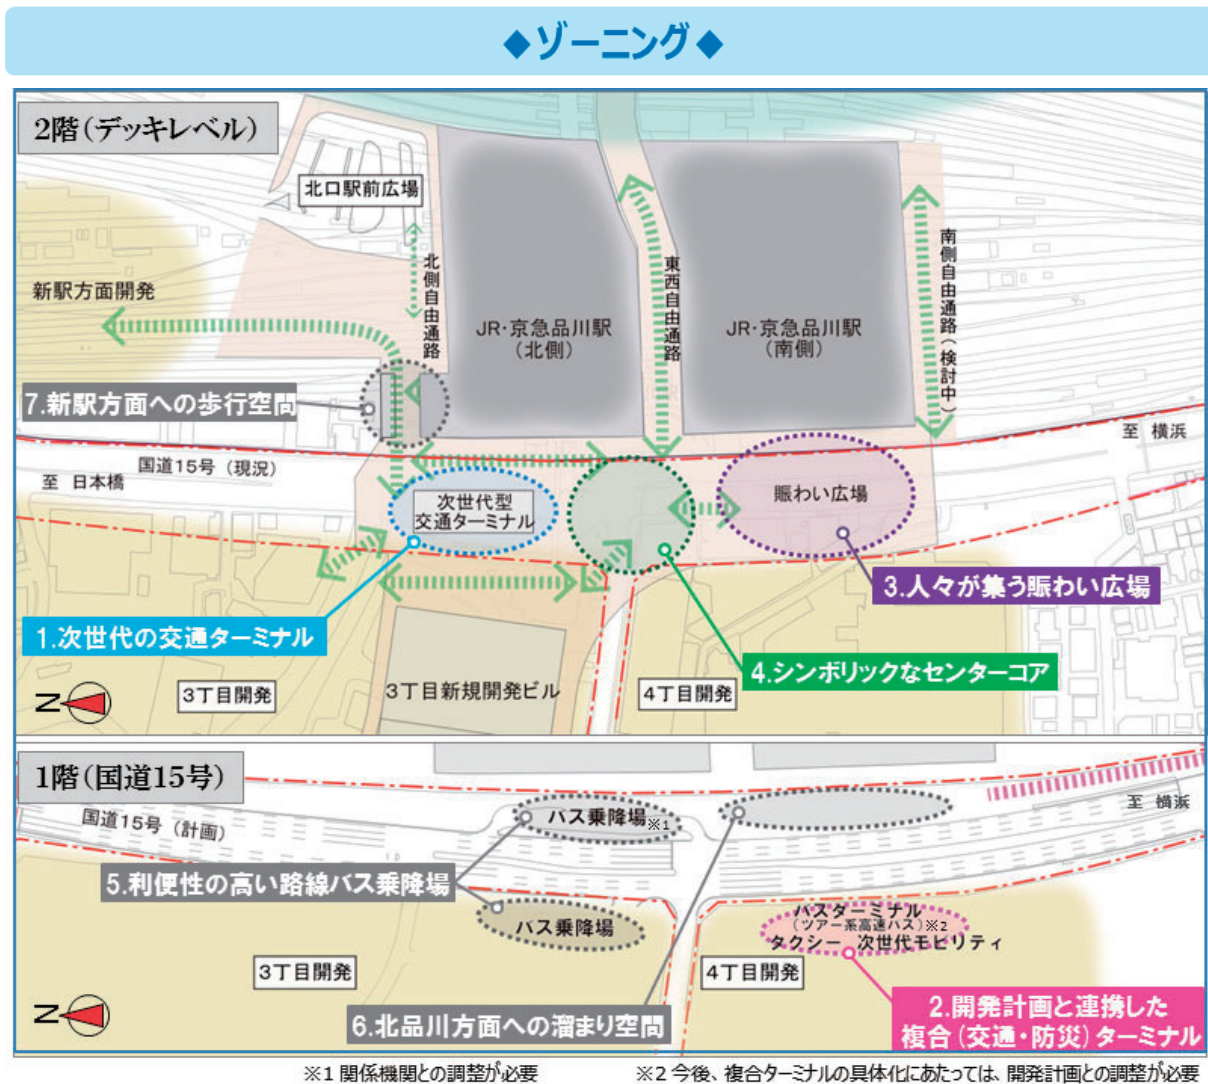 ◆ゾーニング◆
2階(デッキレベル)
北口駅前広場
北側自由通路
東西自由通路
南側自由通路(検討中)
新駅方面開発
JR・京急品川駅
(北側)
JR・京急品川駅
(南側)
7.新駅方面への歩行空間
至 横浜
国道15号(現況)
至 日本橋
次世代型
交通ターミナル
賑わい広場
3.人々が集う賑わい広場
1.次世代の交通ターミナル
4.シンボリックなセンターコア
N
3丁目開発
3丁目新規開発ビル
4丁目開発
1階(国道15号)
国道15号(計画)
バス乗降場※1
至 横浜
5.利便性の高い路線バス乗降場
バス乗降場
バスターミナル
(ツアー系高速バス)※2
タクシー 次世代モビリティ
3丁目開発
4丁目開発
N
6.北品川方面への溜まり空間
2.開発計画と連携した
複合(交通・防災)ターミナル
※1 関係機関との調整が必要
※2 今後、複合ターミナルの具体化にあたっては、開発計画との調整が必要